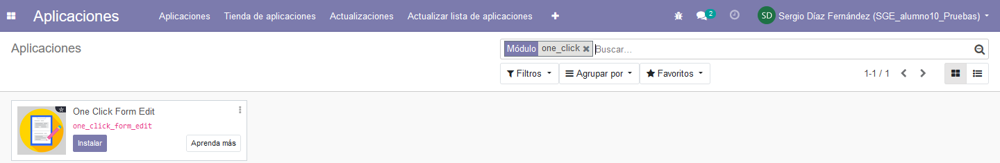 Aplicaciones Aplicaciones Tienda de aplicaciones Actualizaciones Actualizar lista de aplicaciones 2 SD Sergio Díaz Fernández (SGE_alumno10_Pruebas)
Aplicaciones Módulo one_click Buscar...
Filtros Agrupar por Favoritos 1-1 / 1
One Click Form Edit
one_click_form_edit
Instalar Aprenda más